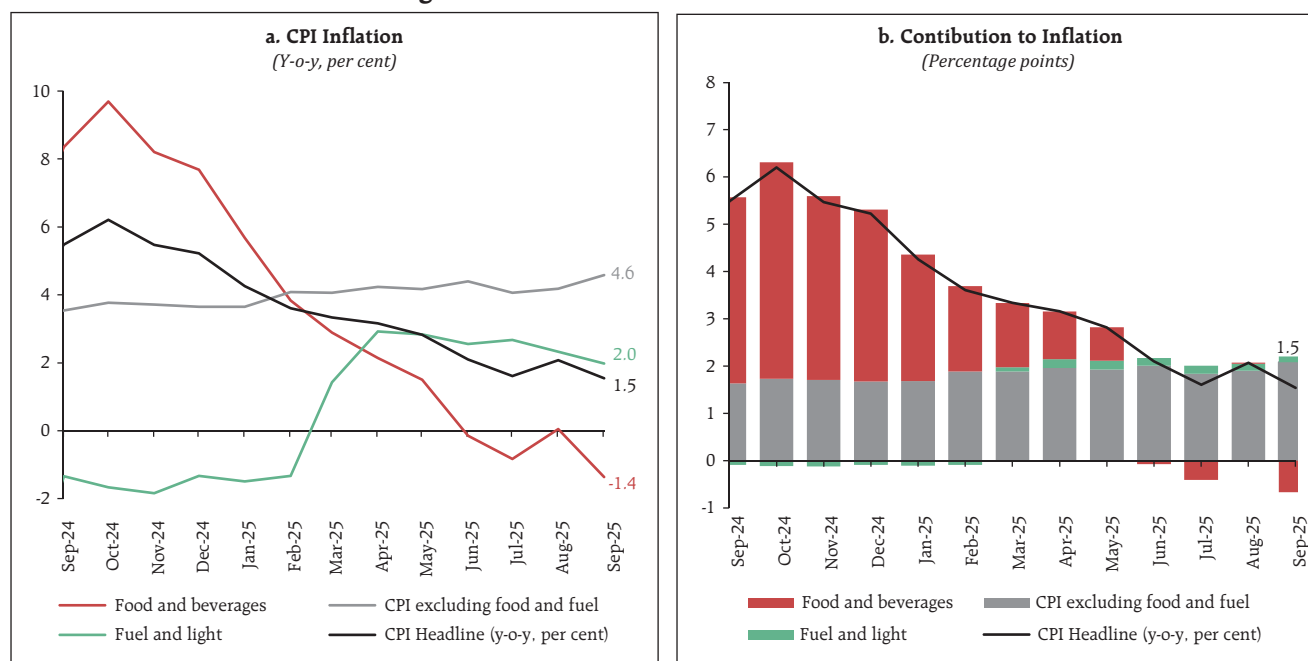 a. CPI Inflation
(Y-o-y, per cent)
10
8
6
4
2
0
-2
4.6
2.0
1.5
-1.4
Sep-24
Oct-24
Nov-24
Dec-24
Jan-25
Feb-25
Mar-25
Apr-25
May-25
Jun-25
Jul-25
Aug-25
Sep-25
Food and beverages
CPI excluding food and fuel
Fuel and light
CPI Headline (y-o-y, per cent)
b. Contibution to Inflation
(Percentage points)
8
7
6
5
4
3
2
1
0
-1
1.5
Sep-24
Oct-24
Nov-24
Dec-24
Jan-25
Feb-25
Mar-25
Apr-25
May-25
Jun-25
Jul-25
Aug-25
Sep-25
Food and beverages
CPI excluding food and fuel
Fuel and light
CPI Headline (y-o-y, per cent)